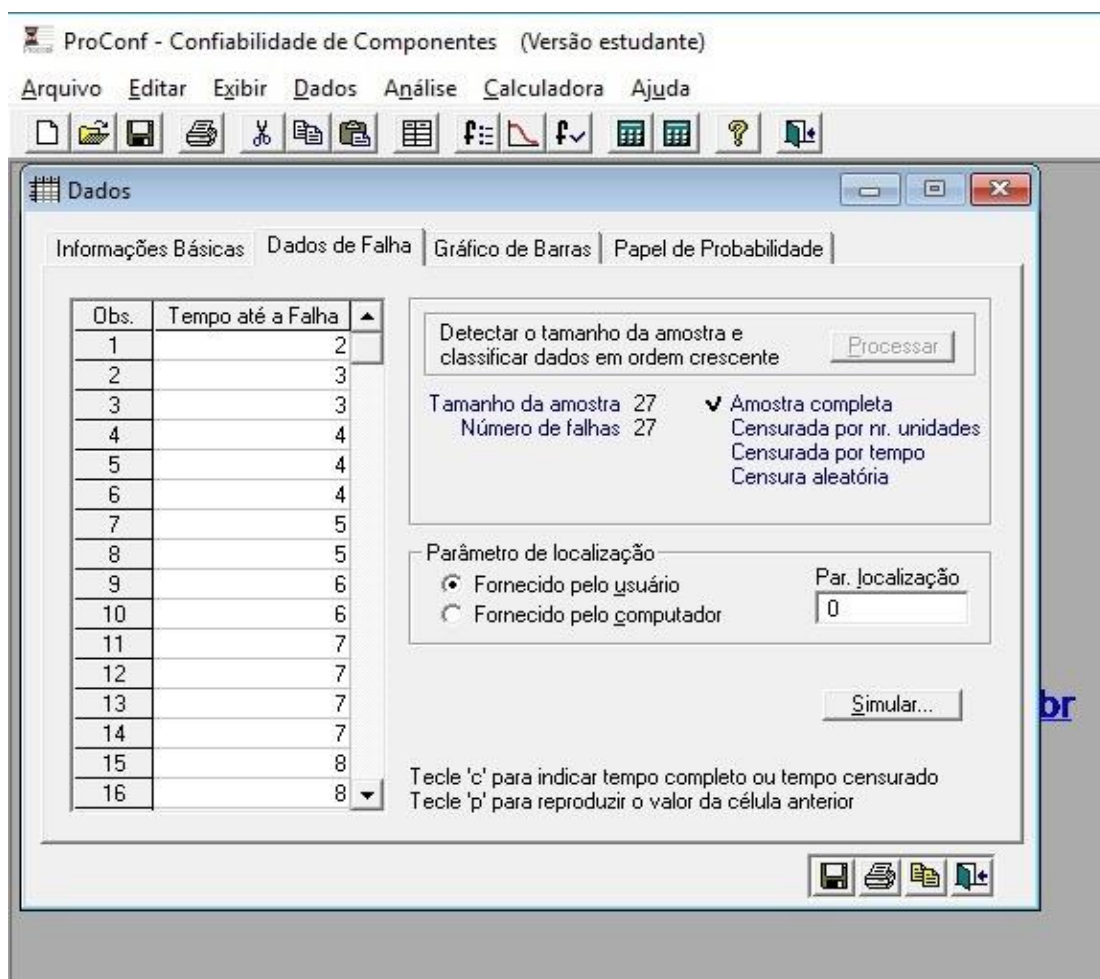 ProConf - Confiabilidade de Componentes (Versão estudante)
Arquivo Editar Exibir Dados Análise Calculadora Ajuda
Dados
Informações Básicas Dados de Falha Gráfico de Barras Papel de Probabilidade
Obs. Tempo até a Falha
1 2
2 3
3 3
4 4
5 4
6 4
7 5
8 5
9 6
10 6
11 7
12 7
13 7
14 7
15 8
16 8
Detectar o tamanho da amostra e
classificar dados em ordem crescente
Processar
Tamanho da amostra 27
Número de falhas 27
Amostra completa
Censurada por nr. unidades
Censurada por tempo
Censura aleatória
Parâmetro de localização
Fornecido pelo usuário
Fornecido pelo computador
Par. localização
0
Simular...
br
Tecle 'c' para indicar tempo completo ou tempo censurado
Tecle 'p' para reproduzir o valor da célula anterior